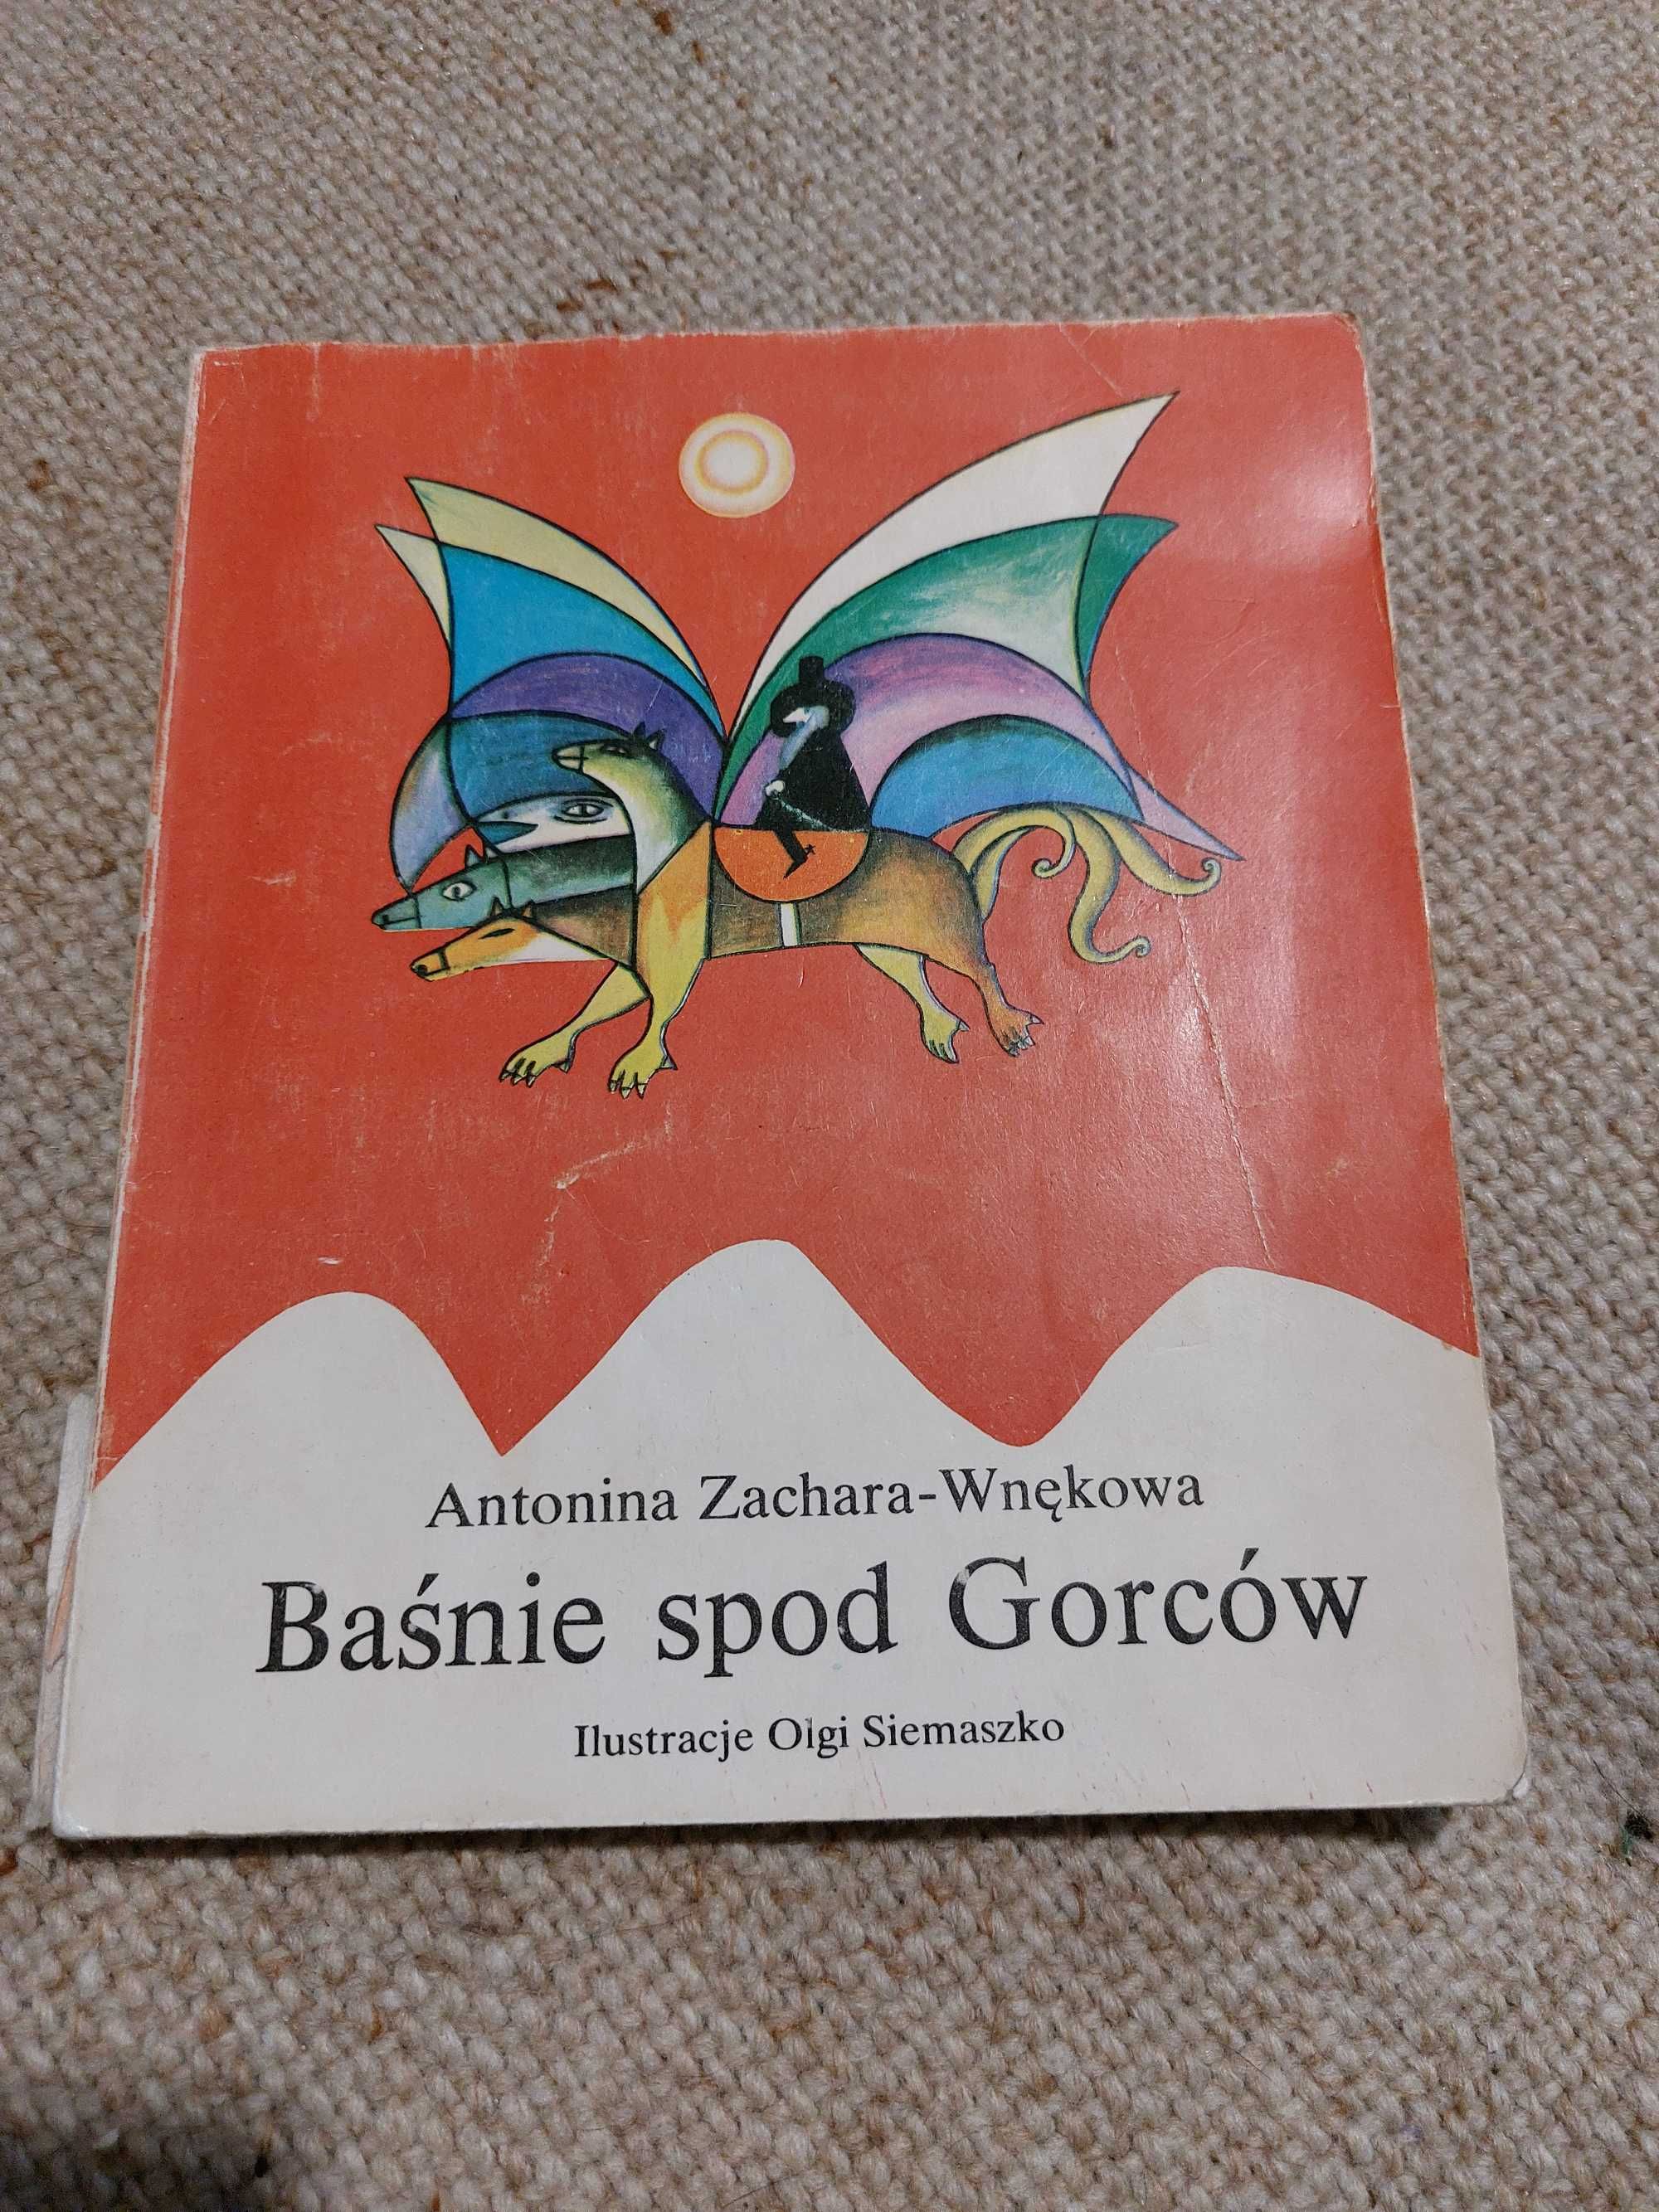 Antonina Zachara-Wnękowa
Baśnie spod Gorców
Ilustracje Olgi Siemaszko